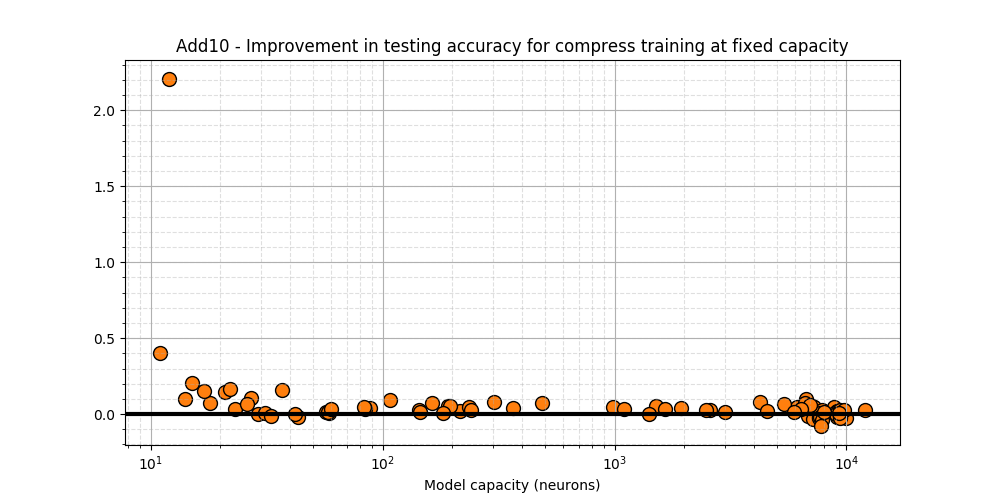 Add10 - Improvement in testing accuracy for compress training at fixed capacity
2.0
1.5
1.0
0.5
0.0
10¹ 10² 10³ 10⁴
Model capacity (neurons)